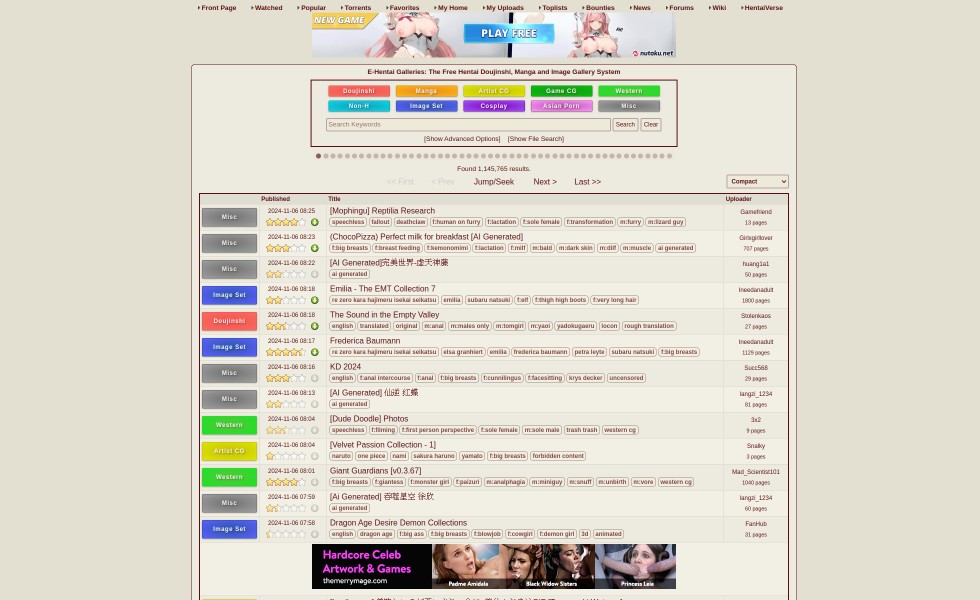 Front Page Watched Popular Torrents Favorites My Home My Uploads Toplists Bounties News Forums Wiki HentaiVerse
NEW GAME PLAY FREE nutaku.net
E-Hentai Galleries: The Free Hentai Doujinshi, Manga and Image Gallery System
Doujinshi Manga Artist CG Game CG Western
Non-H Image Set Cosplay Asian Porn Misc
Search Keywords Search Clear
[Show Advanced Options] [Show File Search]
Found 1,145,765 results.
<< First < Prev Jump/Seek Next > Last >> Compact
Published Title Uploader
Misc 2024-11-06 08:25 [Mophingu] Reptilia Research Gamefriend
speechless fallout deathclaw f:human on furry f:lactation f:sole female f:transformation m:furry m:lizard guy 13 pages
Misc 2024-11-06 08:23 (ChocoPizza) Perfect milk for breakfast [AI Generated] Girlsgirllover
f:big breasts f:breast feeding f:kemonomimi f:lactation f:milf m:bald m:dark skin m:dilf m:muscle ai generated 707 pages
Misc 2024-11-06 08:22 [AI Generated]完美世界-虚天神藤 huang1a1
ai generated 50 pages
Image Set 2024-11-06 08:18 Emilia - The EMT Collection 7 Ineedanadult
re zero kara hajimeru isekai seikatsu emilia subaru natsuki f:elf f:thigh high boots f:very long hair 1800 pages
Doujinshi 2024-11-06 08:18 The Sound in the Empty Valley Stolenkaos
english translated original m:anal m:males only m:tomgirl m:yaoi yadokugaeru locon rough translation 27 pages
Image Set 2024-11-06 08:17 Frederica Baumann Ineedanadult
re zero kara hajimeru isekai seikatsu elsa granhiert emilia frederica baumann petra leyte subaru natsuki f:big breasts 1129 pages
Misc 2024-11-06 08:16 KD 2024 Succ568
english f:anal intercourse f:anal f:big breasts f:cunnilingus f:facesitting krys decker uncensored 29 pages
Misc 2024-11-06 08:13 [AI Generated] 仙逆 红蝶 langzi_1234
ai generated 81 pages
Western 2024-11-06 08:04 [Dude Doodle] Photos 3x2
speechless f:filming f:first person perspective f:sole female m:sole male trash trash western cg 9 pages
Artist CG 2024-11-06 08:04 [Velvet Passion Collection - 1] Snalky
naruto one piece nami sakura haruno yamato f:big breasts forbidden content 3 pages
Western 2024-11-06 08:01 Giant Guardians [v0.3.67] Mad_Scientist101
f:big breasts f:giantess f:monster girl f:paizuri m:analphagia m:miniguy m:snuff m:unbirth m:vore western cg 1040 pages
Misc 2024-11-06 07:59 [Ai Generated] 吞噬星空 徐欣 langzi_1234
ai generated 60 pages
Image Set 2024-11-06 07:58 Dragon Age Desire Demon Collections FanHub
english dragon age f:big ass f:big breasts f:blowjob f:cowgirl f:demon girl 3d animated 31 pages
Hardcore Celeb
Artwork & Games
themerrymage.com Padme Amidala Black Widow Sisters Princess Leia